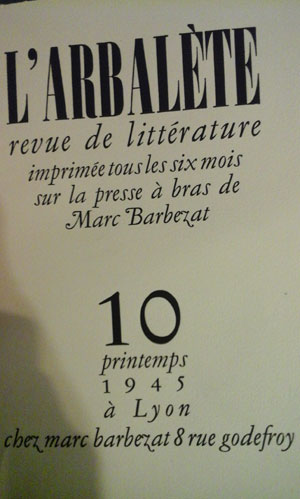 L'ARBALÈTE
revue de littérature
imprimée tous les six mois
sur la presse à bras de
Marc Barbezat
10
printemps
1945
à Lyon
chez marc barbezat 8 rue godefroy